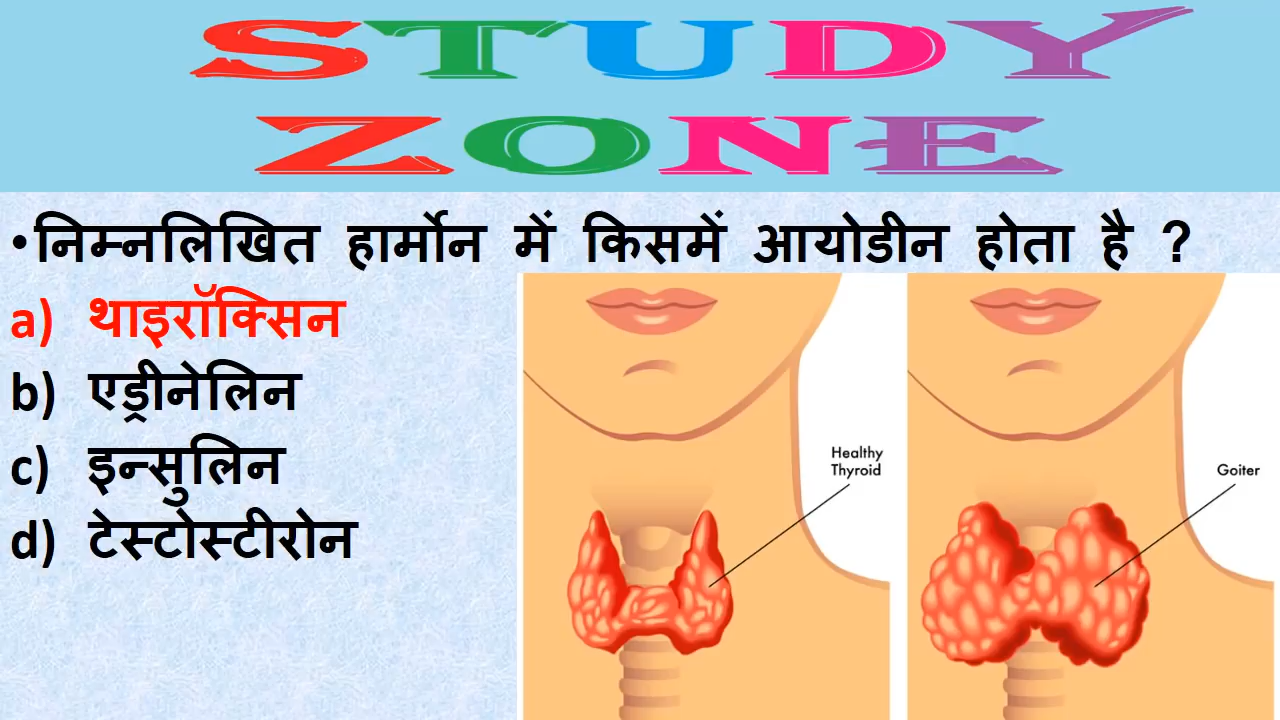 STUDY
ZONE
•निम्नलिखित हार्मोन में किसमें आयोडीन होता है ?
a) थाइरॉक्सिन
b) एड्रीनेलिन
c) इन्सुलिन
d) टेस्टोस्टीरोन
Healthy
Thyroid
Goiter